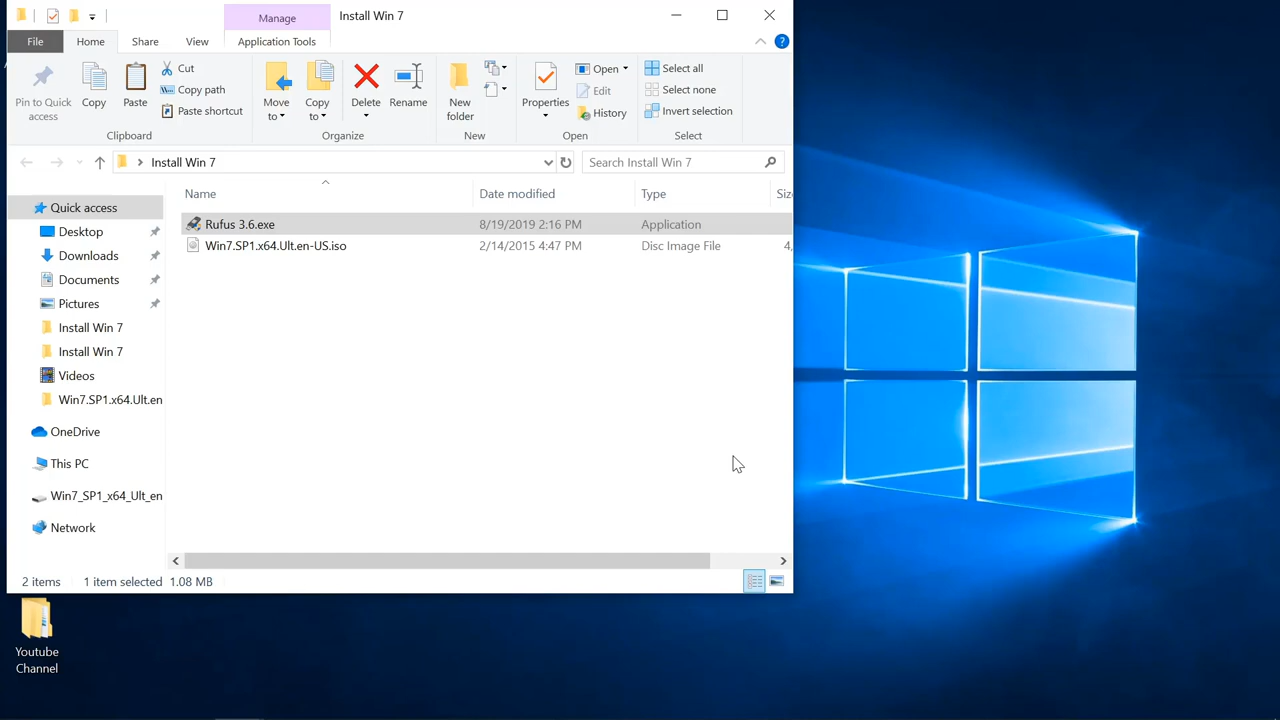 Manage
Install Win 7
File
Home
Share
View
Application Tools
Pin to Quick
access
Copy
Paste
Cut
Copy path
Paste shortcut
Clipboard
Move
to
Copy
to
Delete
Rename
Organize
New
folder
New
Properties
Open
Edit
History
Open
Select all
Select none
Invert selection
Select
Install Win 7
Search Install Win 7
Name
Date modified
Type
Siz
Quick access
Desktop
Downloads
Documents
Pictures
Install Win 7
Install Win 7
Videos
Win7.SP1.x64.Ult.en
OneDrive
This PC
Win7_SP1_x64_Ult_en
Network
Rufus 3.6.exe
8/19/2019 2:16 PM
Application
Win7.SP1.x64.Ult.en-US.iso
2/14/2015 4:47 PM
Disc Image File
4,
2 items
1 item selected
1.08 MB
Youtube
Channel